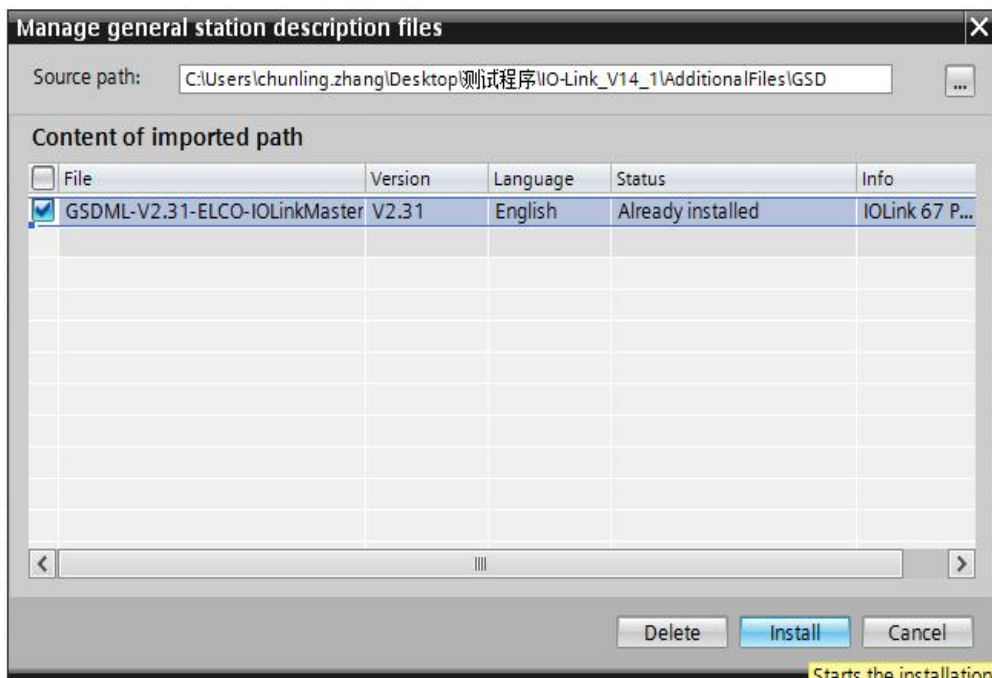 Manage general station description files
Source path: C:\Users\chunling.zhang\Desktop\测试程序\IO-Link_V14_1\AdditionalFiles\GSD ...
Content of imported path
File Version Language Status Info
GSDML-V2.31-ELCO-IOLinkMaster V2.31 English Already installed IOLink 67 P...
Delete Install Cancel
Starts the installation